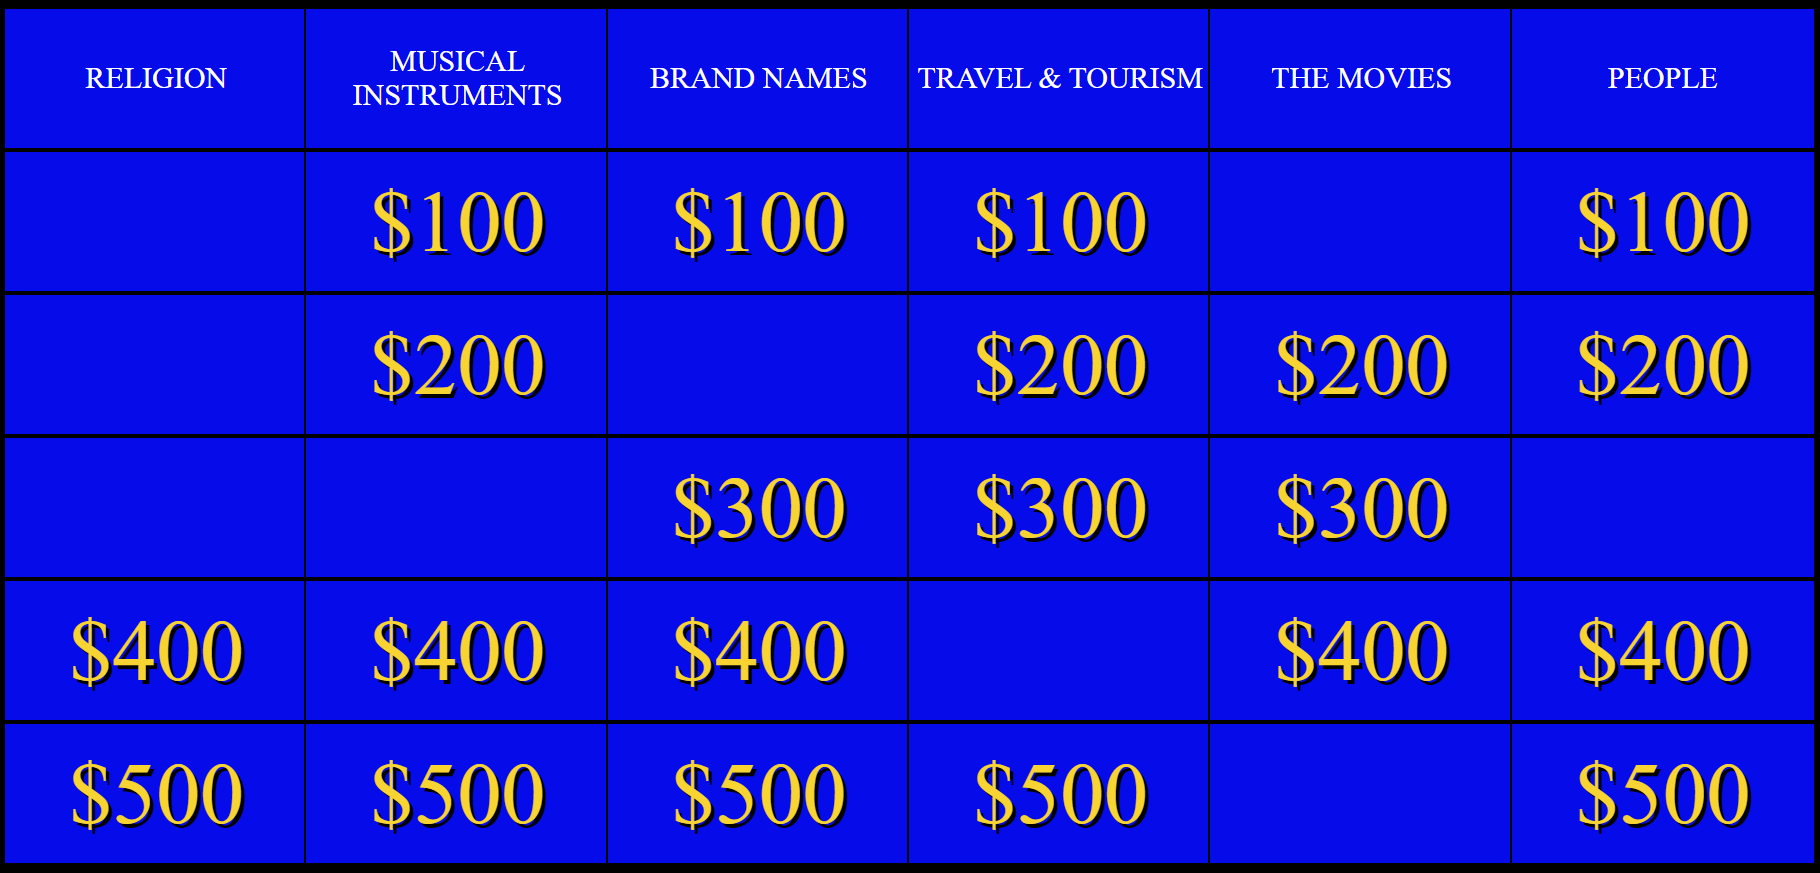 RELIGION
MUSICAL
INSTRUMENTS
BRAND NAMES
TRAVEL & TOURISM
THE MOVIES
PEOPLE
$100 $100 $100 $100
$200 $200 $200 $200
$300 $300 $300
$400 $400 $400 $400 $400
$500 $500 $500 $500 $500